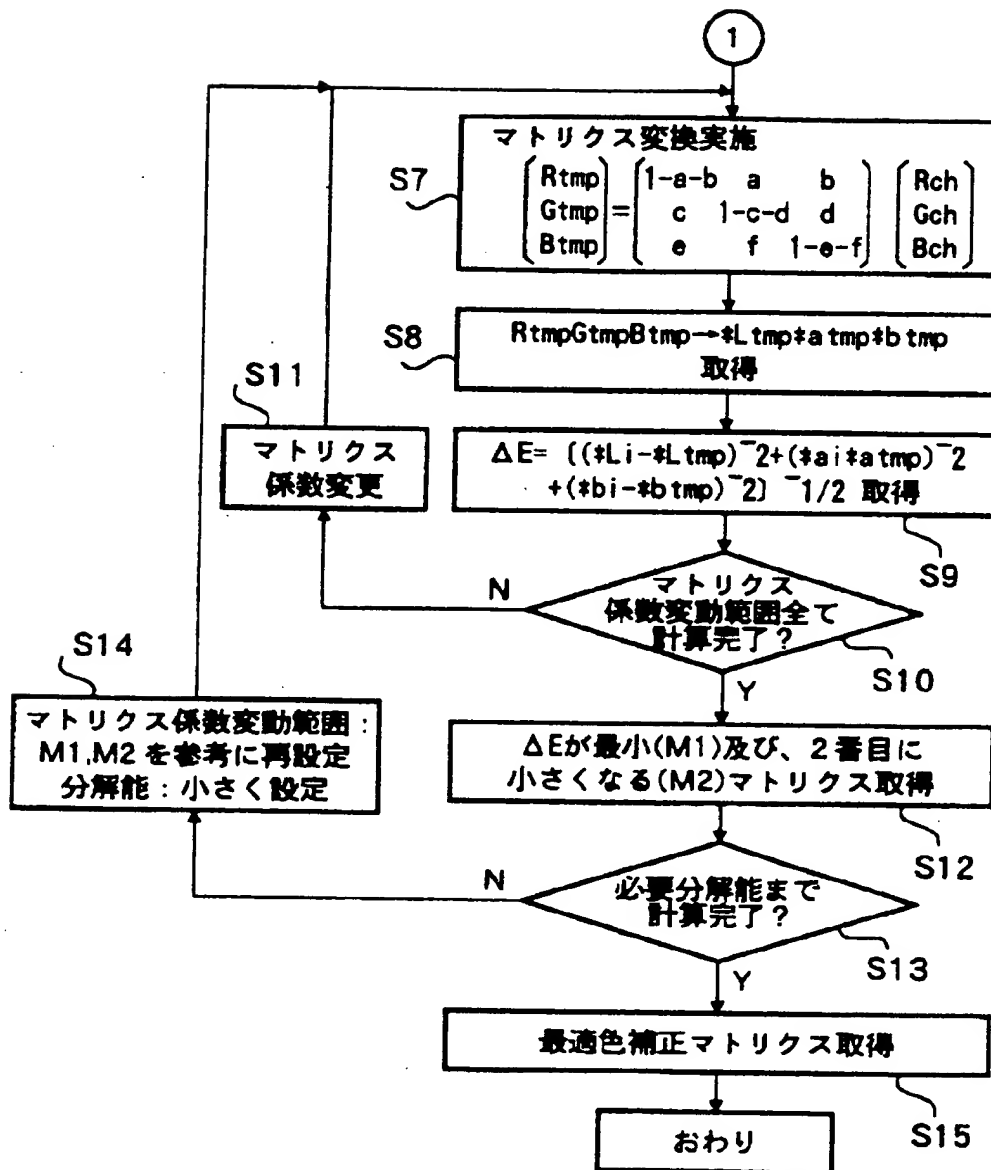 1
マトリクス変換実施
S7
Rtmp 1-a-b a b Rch
Gtmp = c 1-c-d d Gch
Btmp e f 1-e-f Bch
S8
RtmpGtmpBtmp→*Ltmp*atmp*btmp
取得
S11
マトリクス
係数変更
ΔE= [((*Li-*Ltmp)¯2+(*ai*atmp)¯2
+(*bi-*btmp)¯2] ¯1/2 取得
S9
N
マトリクス
係数変動範囲全て
計算完了?
S10
Y
S14
マトリクス係数変動範囲:
M1,M2を参考に再設定
分解能:小さく設定
ΔEが最小(M1)及び、2番目に
小さくなる(M2)マトリクス取得
S12
N
必要分解能まで
計算完了?
S13
Y
最適色補正マトリクス取得
S15
おわり